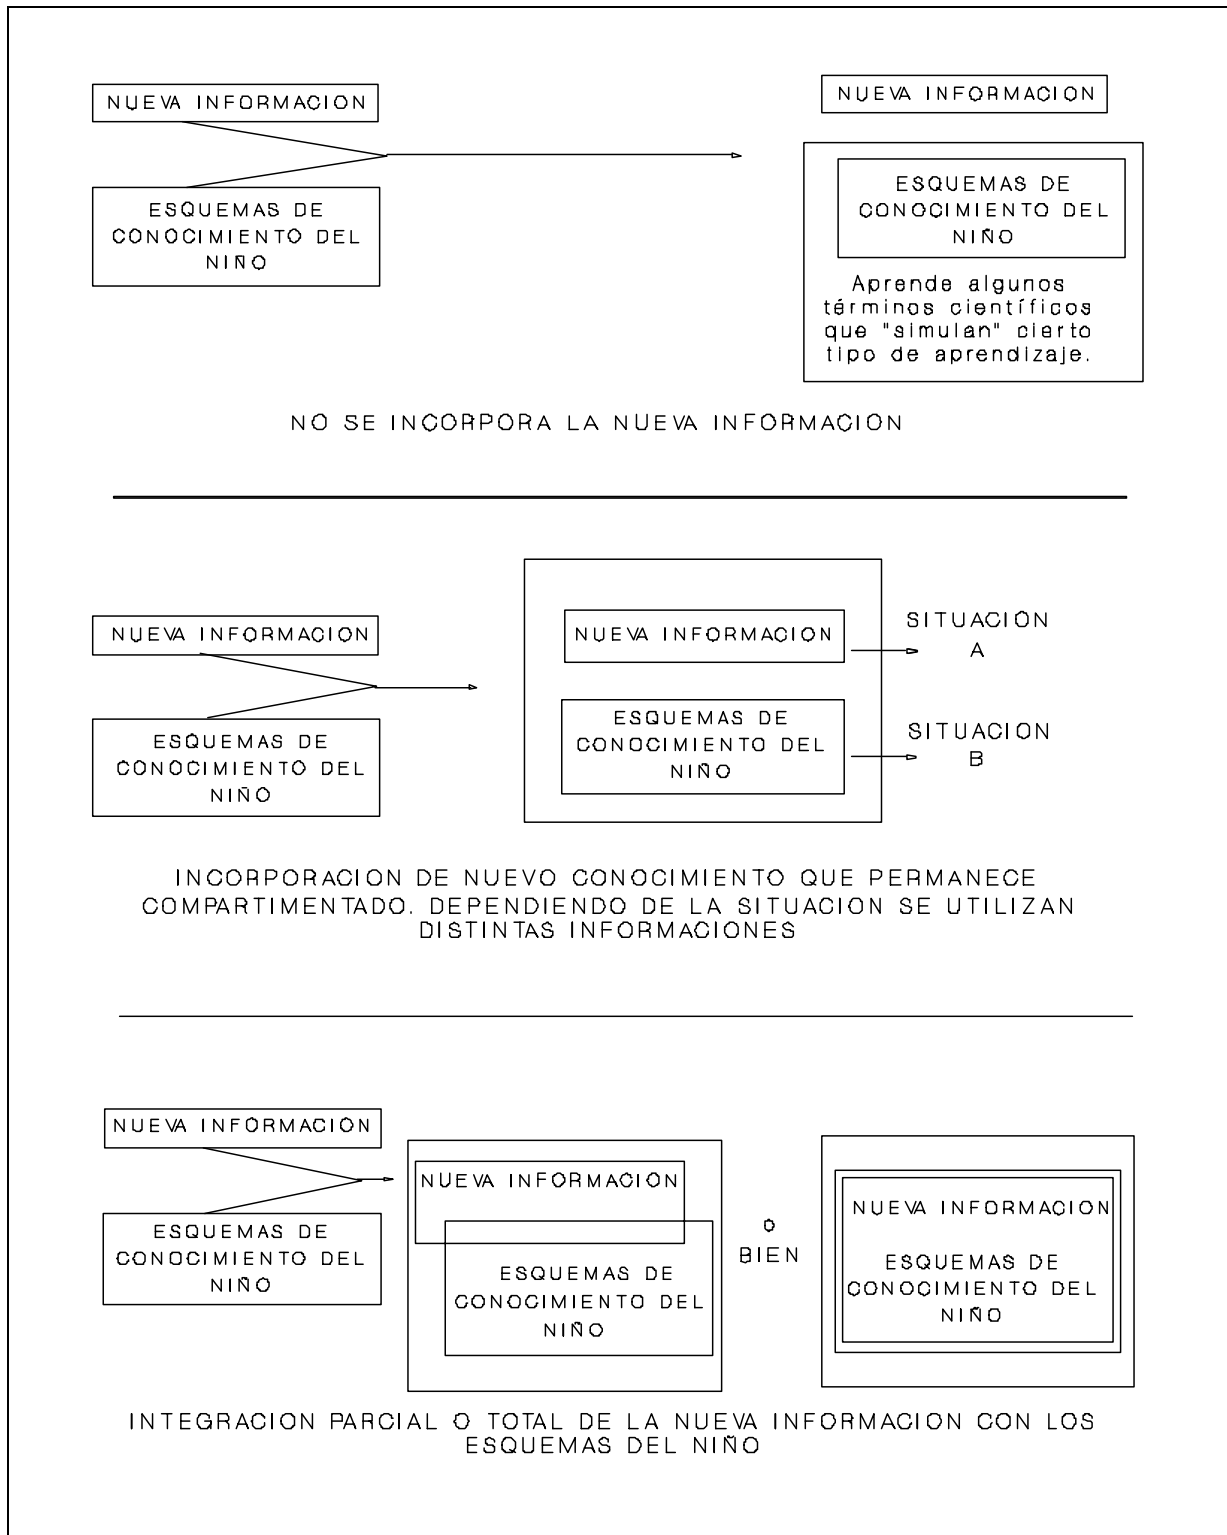 NUEVA INFORMACION
ESQUEMAS DE
CONOCIMIENTO DEL
NIÑO
NUEVA INFORMACION
ESQUEMAS DE
CONOCIMIENTO DEL
NIÑO
Aprende algunos
términos científicos
que "simulan" cierto
tipo de aprendizaje.
NO SE INCORPORA LA NUEVA INFORMACION
NUEVA INFORMACION
ESQUEMAS DE
CONOCIMIENTO DEL
NIÑO
NUEVA INFORMACION
ESQUEMAS DE
CONOCIMIENTO DEL
NIÑO
SITUACIÓN
A
SITUACION
B
INCORPORACION DE NUEVO CONOCIMIENTO QUE PERMANECE
COMPARTIMENTADO. DEPENDIENDO DE LA SITUACION SE UTILIZAN
DISTINTAS INFORMACIONES
NUEVA INFORMACION
ESQUEMAS DE
CONOCIMIENTO DEL
NIÑO
NUEVA INFORMACION
ESQUEMAS DE
CONOCIMIENTO DEL
NIÑO
O
BIEN
NUEVA INFORMACION
ESQUEMAS DE
CONOCIMIENTO DEL
NIÑO
INTEGRACION PARCIAL O TOTAL DE LA NUEVA INFORMACION CON LOS
ESQUEMAS DEL NIÑO